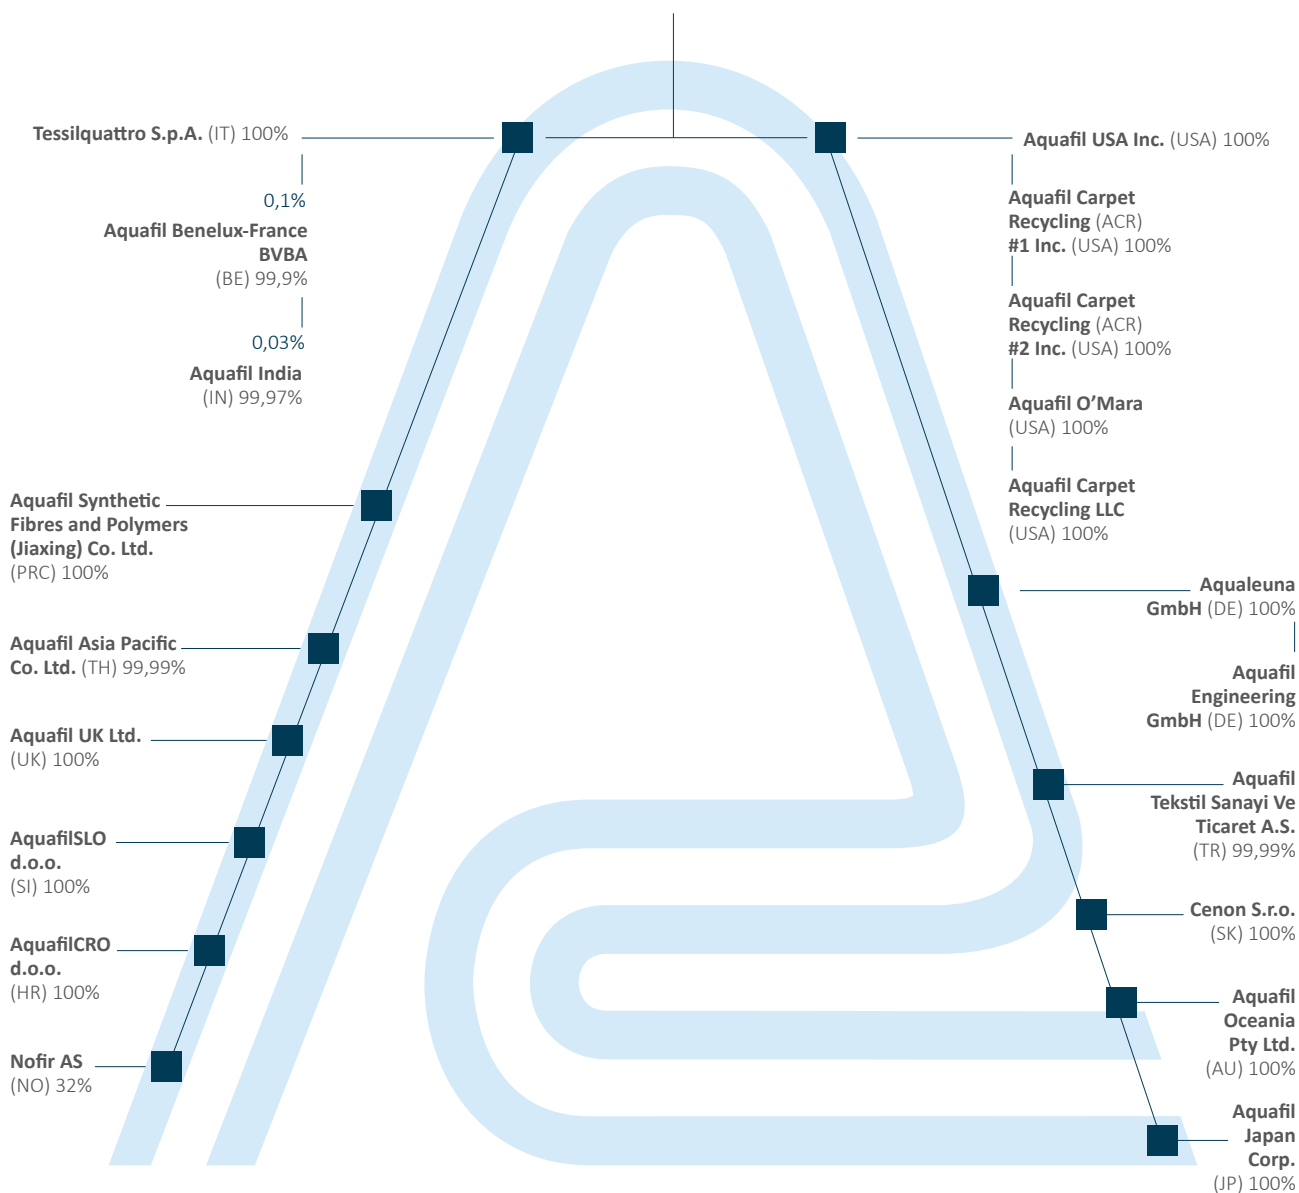 Tessilquattro S.p.A. (IT) 100%
0,1%
Aquafil Benelux-France
BVBA
(BE) 99,9%
0,03%
Aquafil India
(IN) 99,97%
Aquafil Synthetic
Fibres and Polymers
(Jiaxing) Co. Ltd.
(PRC) 100%
Aquafil Asia Pacific
Co. Ltd. (TH) 99,99%
Aquafil UK Ltd.
(UK) 100%
AquafilSLO
d.o.o.
(SI) 100%
AquafilCRO
d.o.o.
(HR) 100%
Nofir AS
(NO) 32%
Aquafil USA Inc. (USA) 100%
Aquafil Carpet
Recycling (ACR)
#1 Inc. (USA) 100%
Aquafil Carpet
Recycling (ACR)
#2 Inc. (USA) 100%
Aquafil O’Mara
(USA) 100%
Aquafil Carpet
Recycling LLC
(USA) 100%
Aqualeuna
GmbH (DE) 100%
Aquafil
Engineering
GmbH (DE) 100%
Aquafil
Tekstil Sanayi Ve
Ticaret A.S.
(TR) 99,99%
Cenon S.r.o.
(SK) 100%
Aquafil
Oceania
Pty Ltd.
(AU) 100%
Aquafil
Japan
Corp.
(JP) 100%